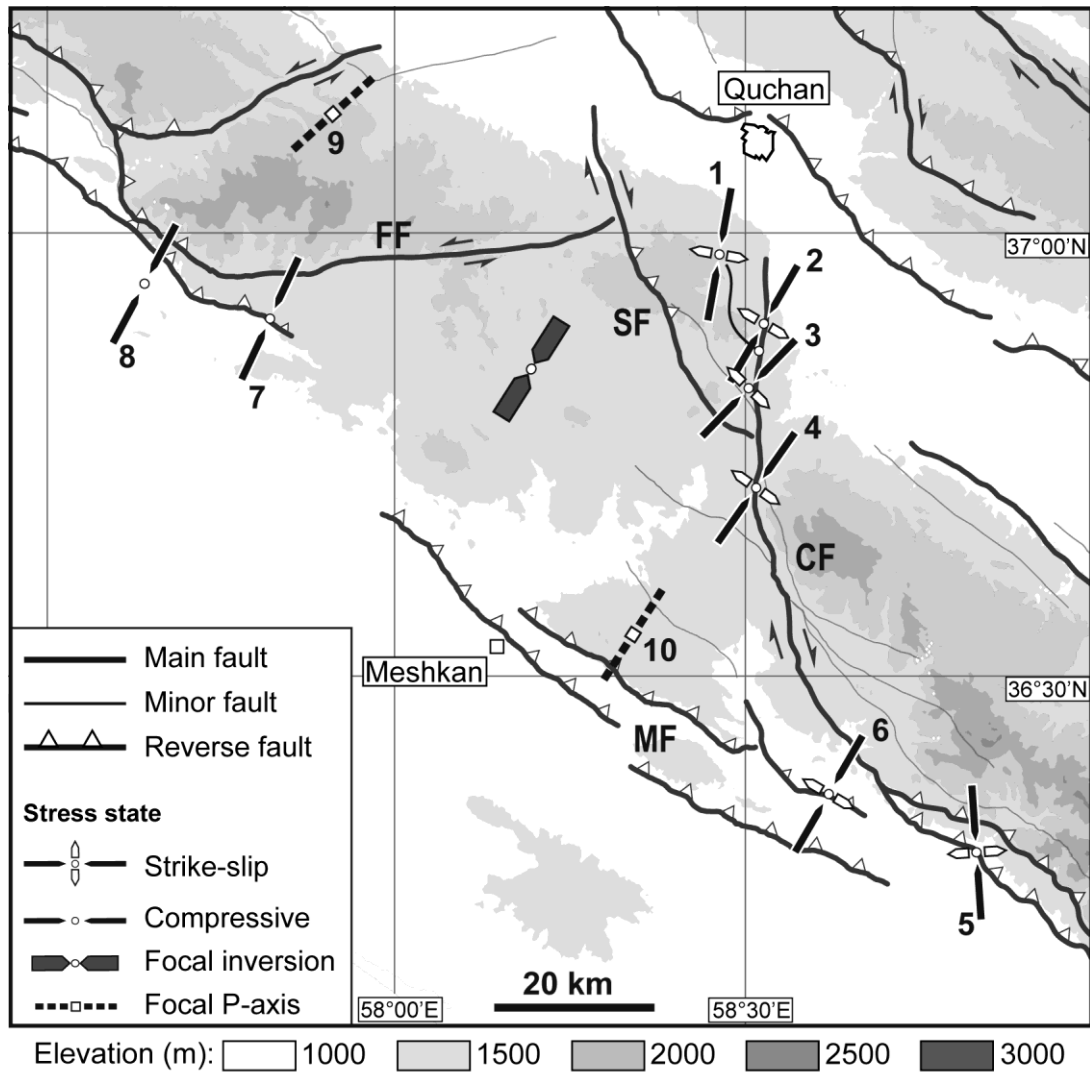 Quchan
1
9
2
37°00'N
FF
SF
3
8
7
4
CF
10
Meshkan
36°30'N
MF
6
5
Main fault
Minor fault
Reverse fault
Stress state
Strike-slip
Compressive
Focal inversion
Focal P-axis
20 km
58°00'E
58°30'E
Elevation (m): 1000 1500 2000 2500 3000